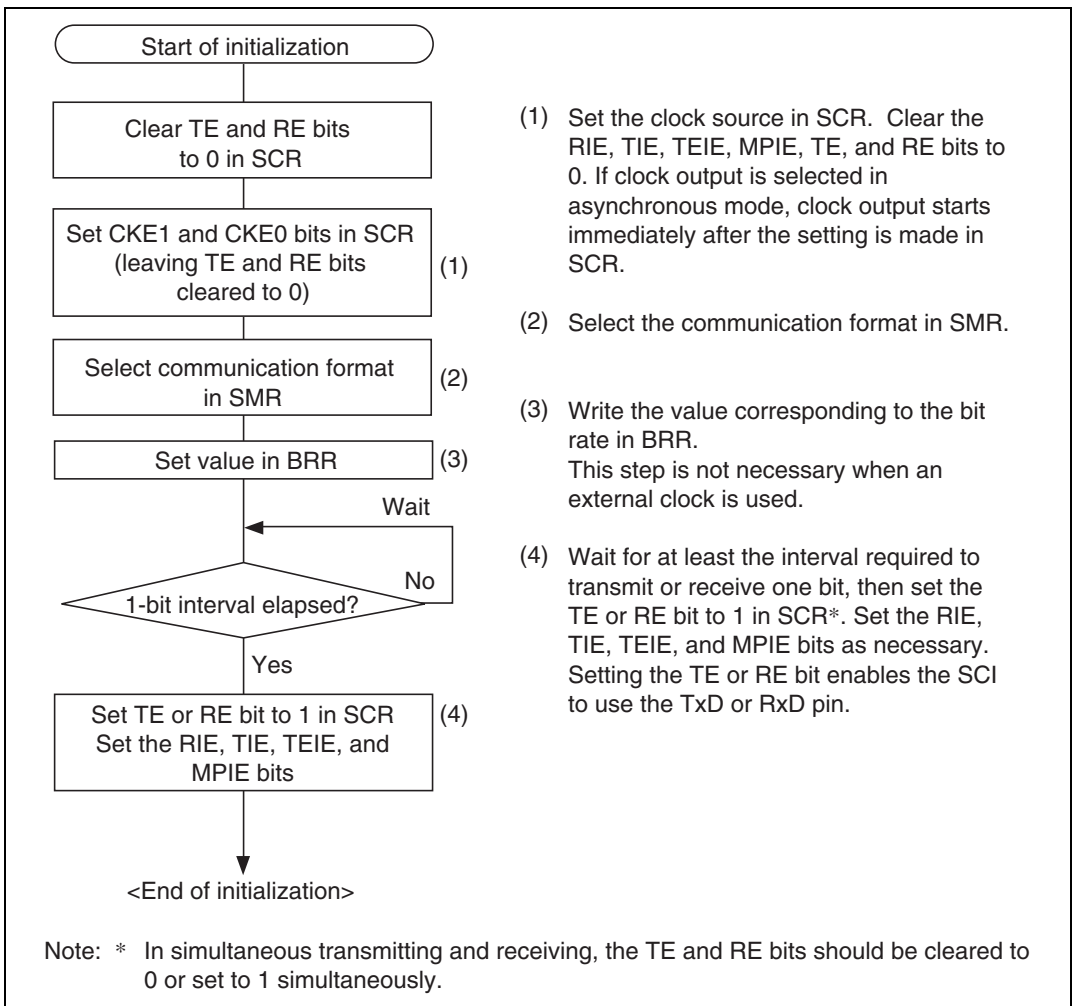 Start of initialization
Clear TE and RE bits
to 0 in SCR
Set CKE1 and CKE0 bits in SCR
(leaving TE and RE bits
cleared to 0)
(1)
Select communication format
in SMR
(2)
Set value in BRR
(3)
Wait
No
1-bit interval elapsed?
Yes
Set TE or RE bit to 1 in SCR
Set the RIE, TIE, TEIE, and
MPIE bits
(4)
<End of initialization>
(1) Set the clock source in SCR. Clear the
RIE, TIE, TEIE, MPIE, TE, and RE bits to
0. If clock output is selected in
asynchronous mode, clock output starts
immediately after the setting is made in
SCR.
(2) Select the communication format in SMR.
(3) Write the value corresponding to the bit
rate in BRR.
This step is not necessary when an
external clock is used.
(4) Wait for at least the interval required to
transmit or receive one bit, then set the
TE or RE bit to 1 in SCR*. Set the RIE,
TIE, TEIE, and MPIE bits as necessary.
Setting the TE or RE bit enables the SCI
to use the TxD or RxD pin.
Note: * In simultaneous transmitting and receiving, the TE and RE bits should be cleared to
0 or set to 1 simultaneously.